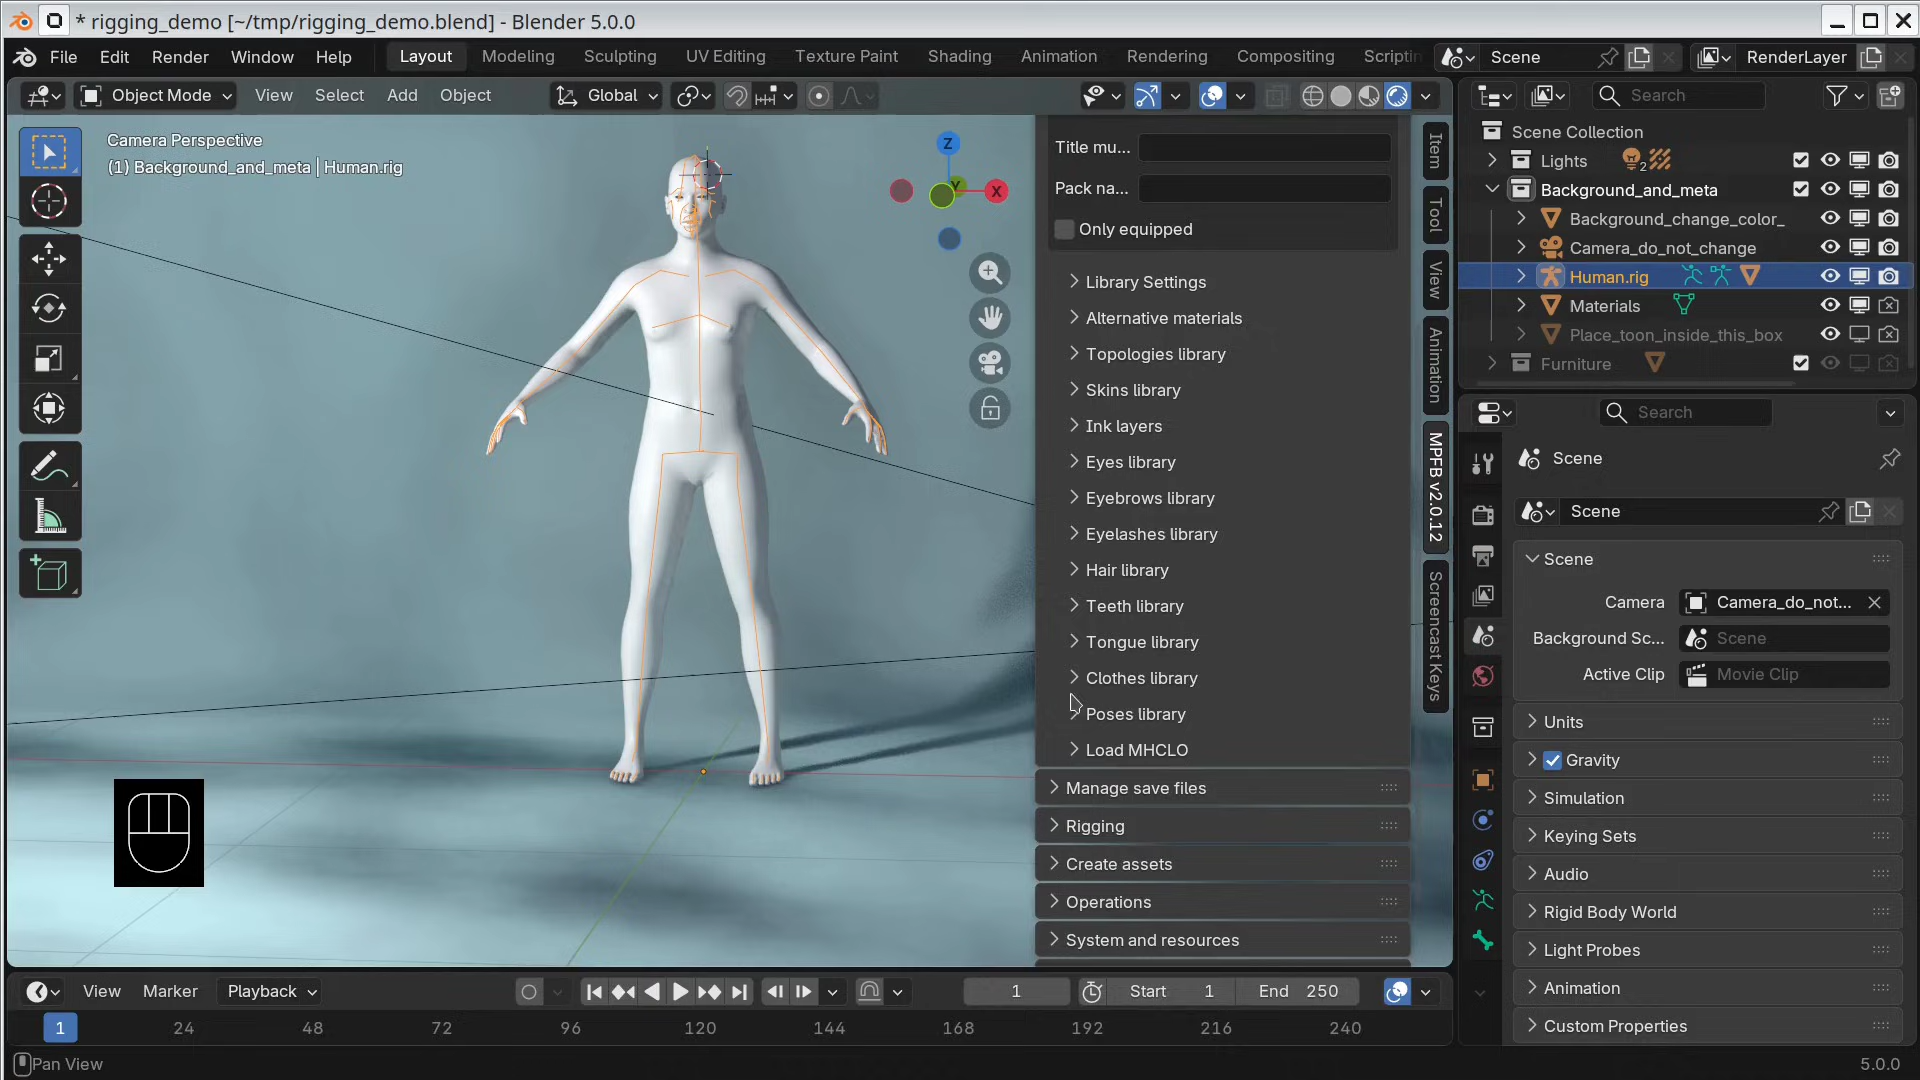 * rigging_demo [~/tmp/rigging_demo.blend] - Blender 5.0.0
File Edit Render Window Help Layout Modeling Sculpting UV Editing Texture Paint Shading Animation Rendering Compositing Scriptin Scene RenderLayer
Object Mode View Select Add Object Global
Search
Camera Perspective
(1) Background_and_meta | Human.rig
Z
Y
X
Title mu...
Pack na...
Only equipped
Library Settings
Alternative materials
Topologies library
Skins library
Ink layers
Eyes library
Eyebrows library
Eyelashes library
Hair library
Teeth library
Tongue library
Clothes library
Poses library
Load MHCLO
Manage save files
Rigging
Create assets
Operations
System and resources
Item
Tool
View
Animation
MPFB v2.0.12
Screencast Keys
Scene Collection
Lights 2
Background_and_meta
Background_change_color_
Camera_do_not_change
Human.rig
Materials
Place_toon_inside_this_box
Furniture
Search
Scene
Scene
Scene
Camera Camera_do_not...
Background Sc... Scene
Active Clip Movie Clip
Units
Gravity
Simulation
Keying Sets
Audio
Rigid Body World
Light Probes
Animation
Custom Properties
View Marker Playback 1 Start 1 End 250
1 24 48 72 96 120 144 168 192 216 240
Pan View 5.0.0